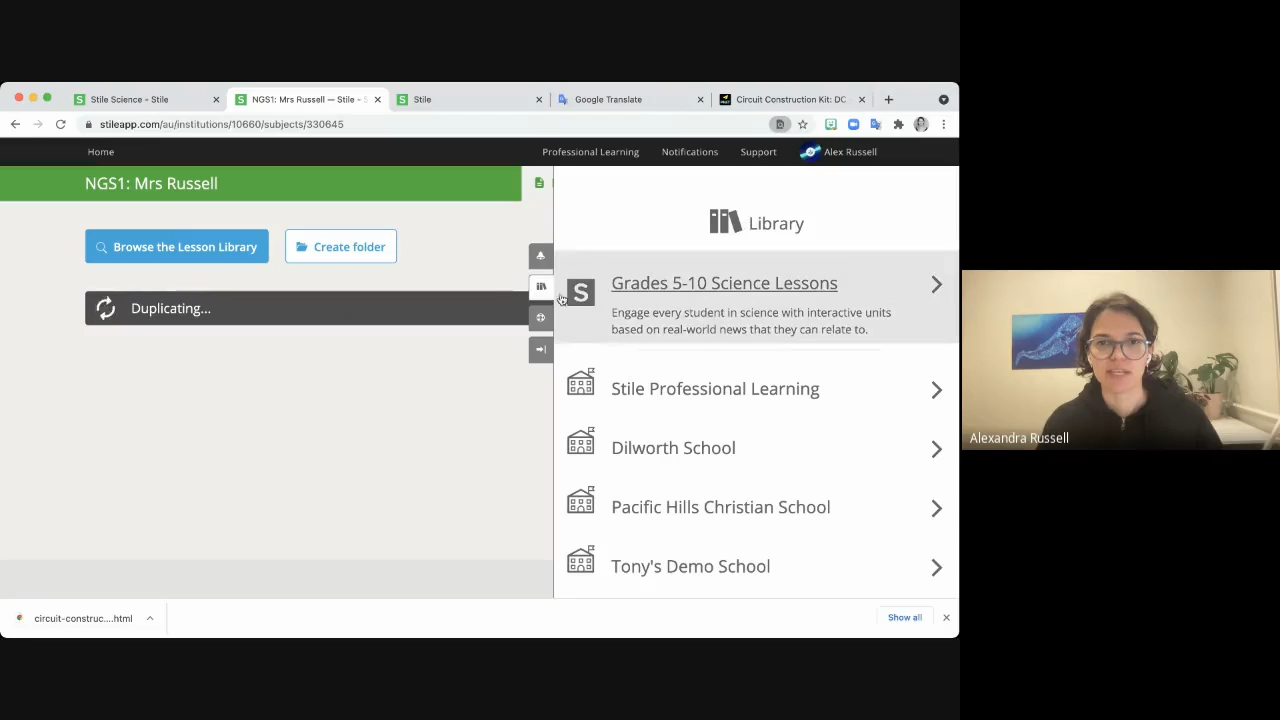 Stile Science - Stile
NGS1: Mrs Russell — Stile - S
Stile
Google Translate
Circuit Construction Kit: DC
stileapp.com/au/institutions/10660/subjects/330645
Home
Professional Learning
Notifications
Support
Alex Russell
NGS1: Mrs Russell
Library
Browse the Lesson Library
Create folder
S
Grades 5-10 Science Lessons
Engage every student in science with interactive units
based on real-world news that they can relate to.
Duplicating...
Stile Professional Learning
Dilworth School
Pacific Hills Christian School
Tony's Demo School
circuit-construc....html
Show all
Alexandra Russell